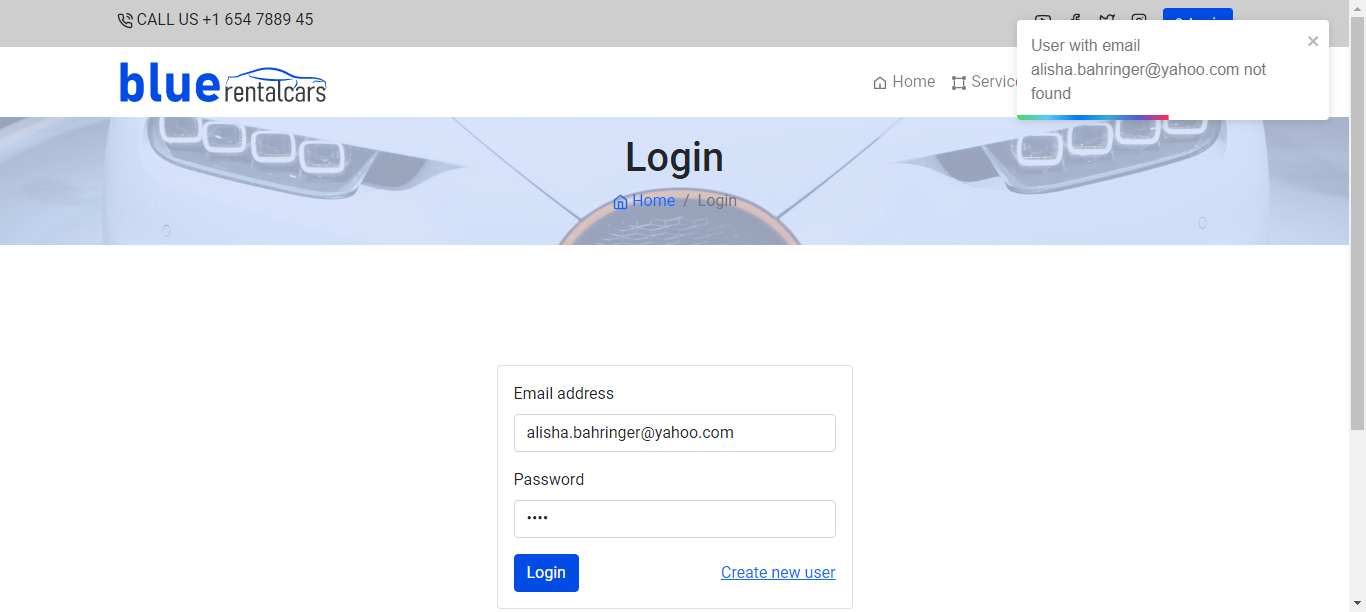 CALL US +1 654 7889 45
User with email
alisha.bahringer@yahoo.com not
found
blue rentalcars
Home
Login
Home / Login
Email address
alisha.bahringer@yahoo.com
Password
••••
Login
Create new user